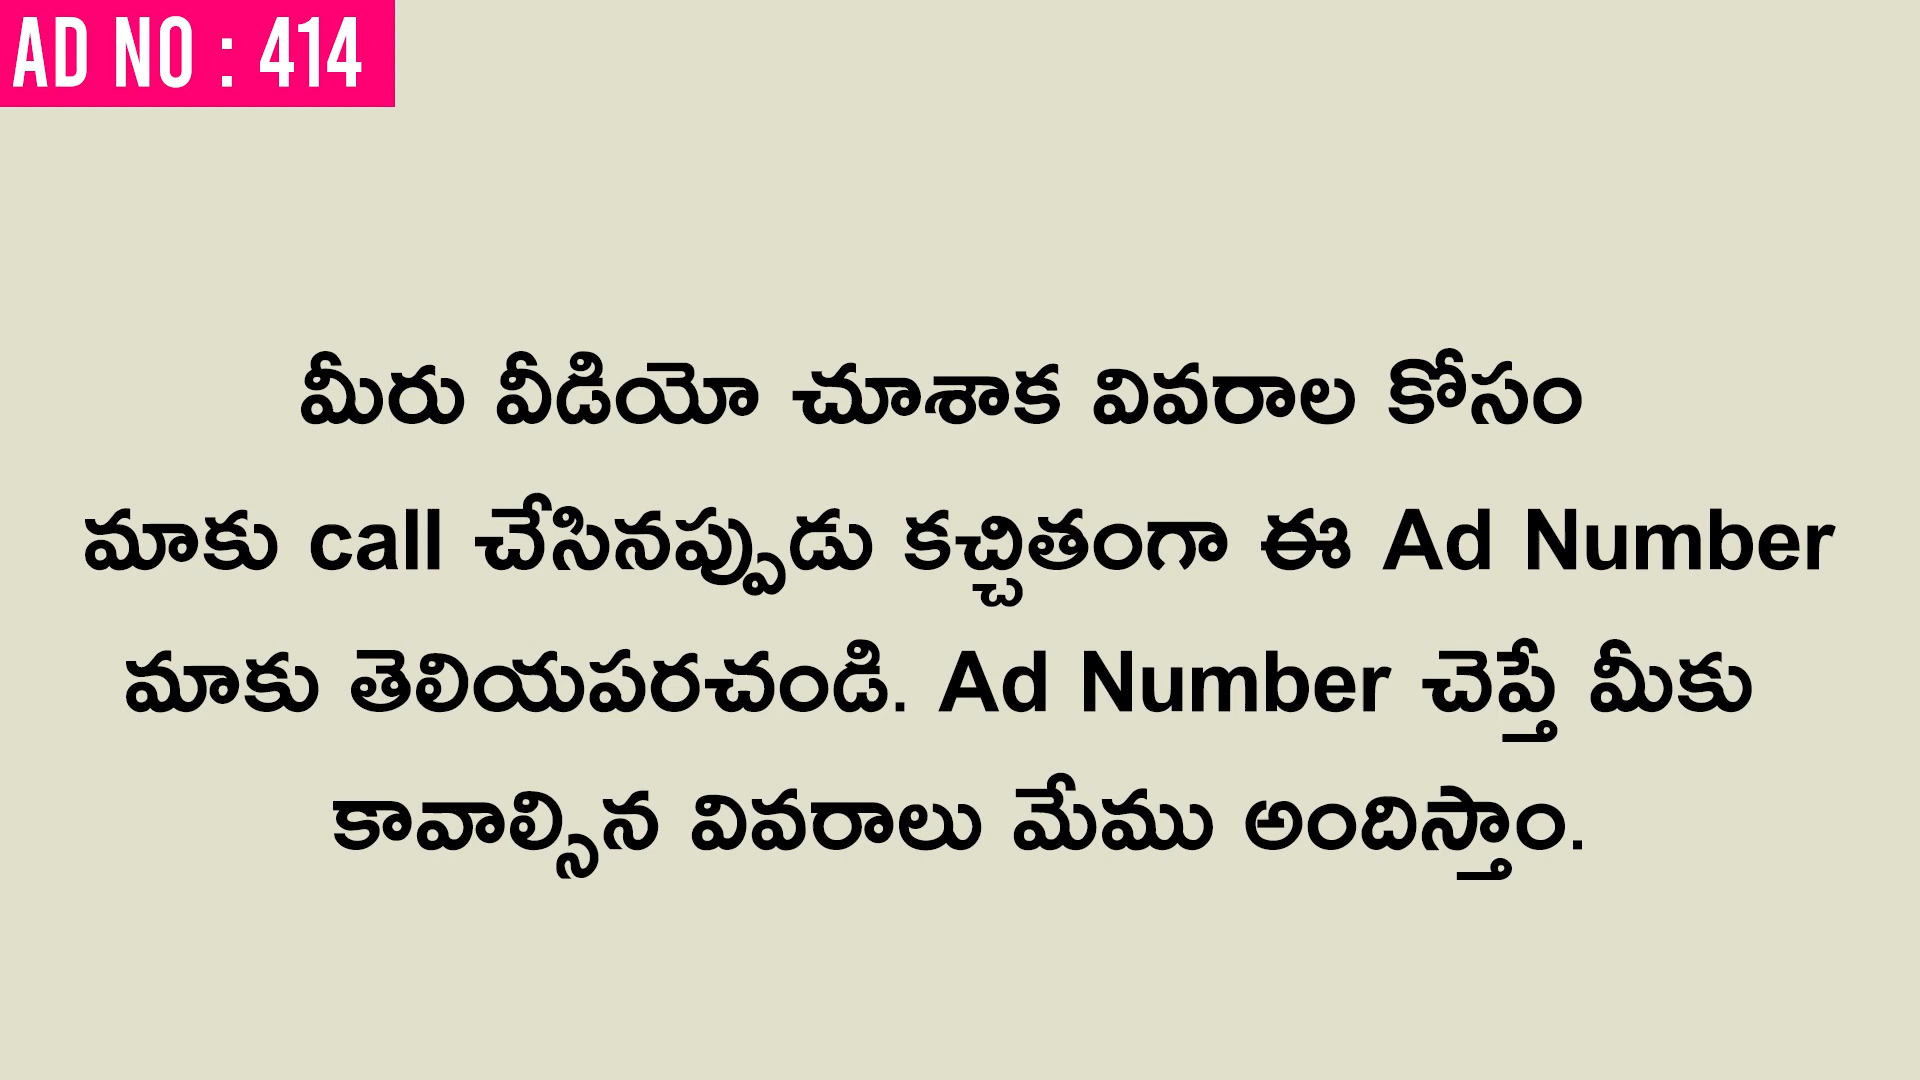 AD NO : 414
మీరు వీడియో చూశాక వివరాల కోసం
మాకు call చేసినప్పుడు కచ్చితంగా ఈ Ad Number
మాకు తెలియపరచండి. Ad Number చెప్తే మీకు
కావాల్సిన వివరాలు మేము అందిస్తాం.